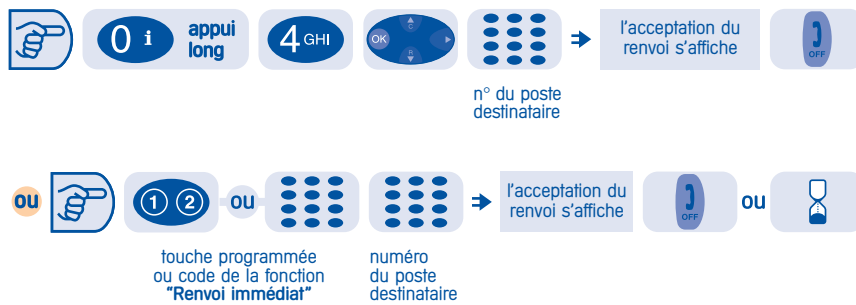 0 i
appui
long
4 GHI
OK
C
R
l'acceptation du
renvoi s'affiche
OFF
n° du poste
destinataire
ou
1 2
ou
l'acceptation du
renvoi s'affiche
OFF
ou
touche programmée
ou code de la fonction
"Renvoi immédiat"
numéro
du poste
destinataire